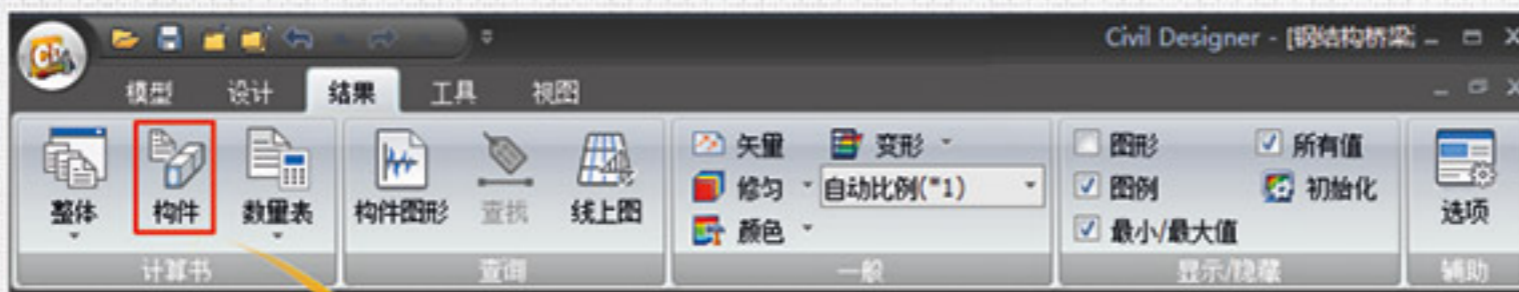 Civil Designer - [钢结构桥梁
模型 设计 结果 工具 视图
整体 构件 数量表 构件图形 查找 线上图 矢量 变形 修匀 自动比例(*1) 颜色 图形 所有值 图例 初始化 最小/最大值 选项
计算书 查询 一般 显示/隐藏 辅助